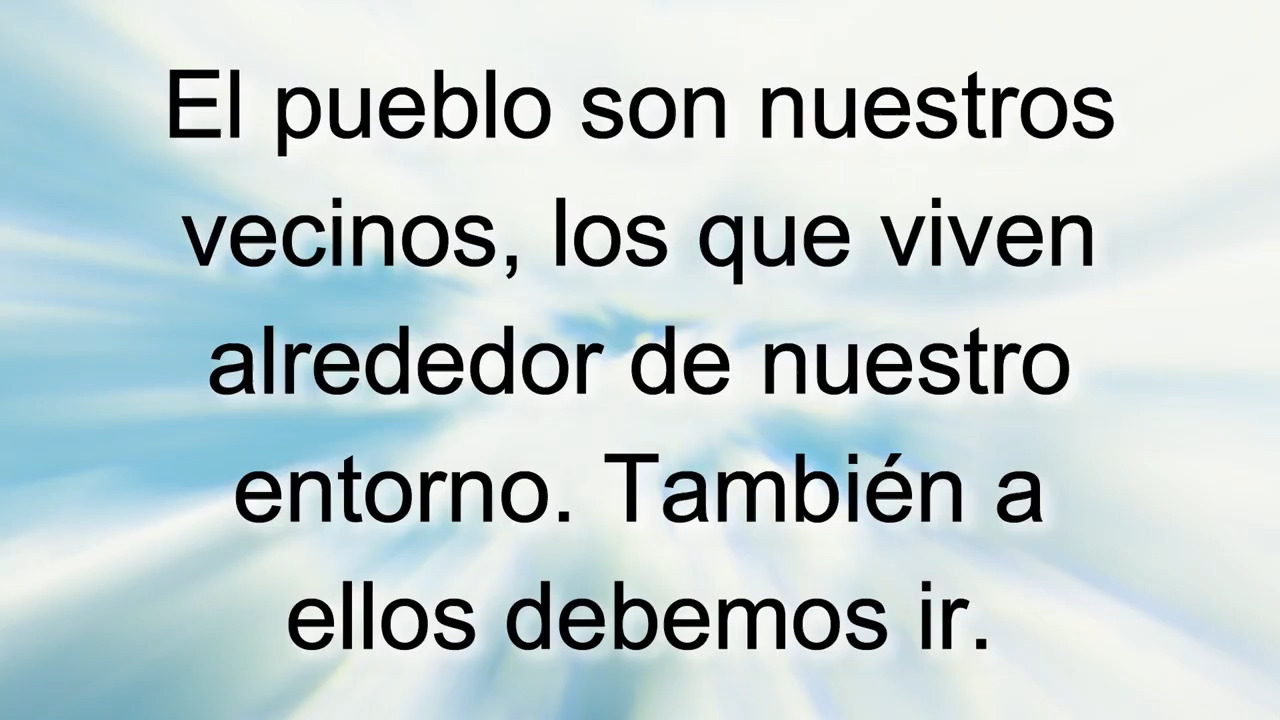 El pueblo son nuestros
vecinos, los que viven
alrededor de nuestro
entorno. También a
ellos debemos ir.